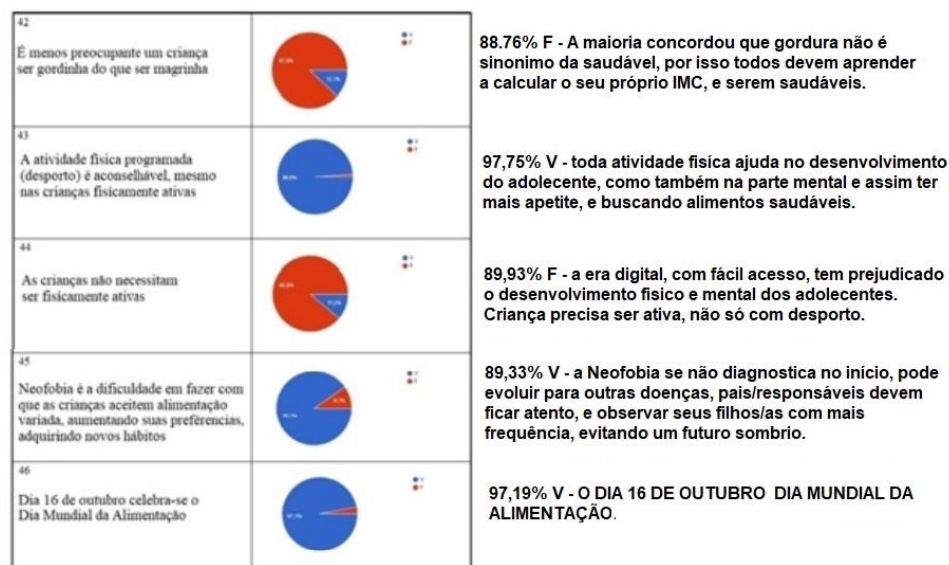 42
É menos preocupante um criança
ser gordinha do que ser magrinha
88.76% F - A maioria concordou que gordura não é
sinonimo da saudável, por isso todos devem aprender
a calcular o seu próprio IMC, e serem saudáveis.
43
A atividade física programada
(desporto) é aconselhável, mesmo
nas crianças fisicamente ativas
97,75% V - toda atividade fisica ajuda no desenvolvimento
do adolecente, como também na parte mental e assim ter
mais apetite, e buscando alimentos saudáveis.
44
As crianças não necessitam
ser fisicamente ativas
89,93% F - a era digital, com fácil acesso, tem prejudicado
o desenvolvimento fisico e mental dos adolecentes.
Criança precisa ser ativa, não só com desporto.
45
Neofobia é a dificuldade em fazer com
que as crianças aceitem alimentação
variada, aumentando suas preferências,
adquirindo novos hábitos
89,33% V - a Neofobia se não diagnostica no início, pode
evoluir para outras doenças, pais/responsáveis devem
ficar atento, e observar seus filhos/as com mais
frequência, evitando um futuro sombrio.
46
Dia 16 de outubro celebra-se o
Dia Mundial da Alimentação
97,19% V - O DIA 16 DE OUTUBRO DIA MUNDIAL DA
ALIMENTAÇÃO.